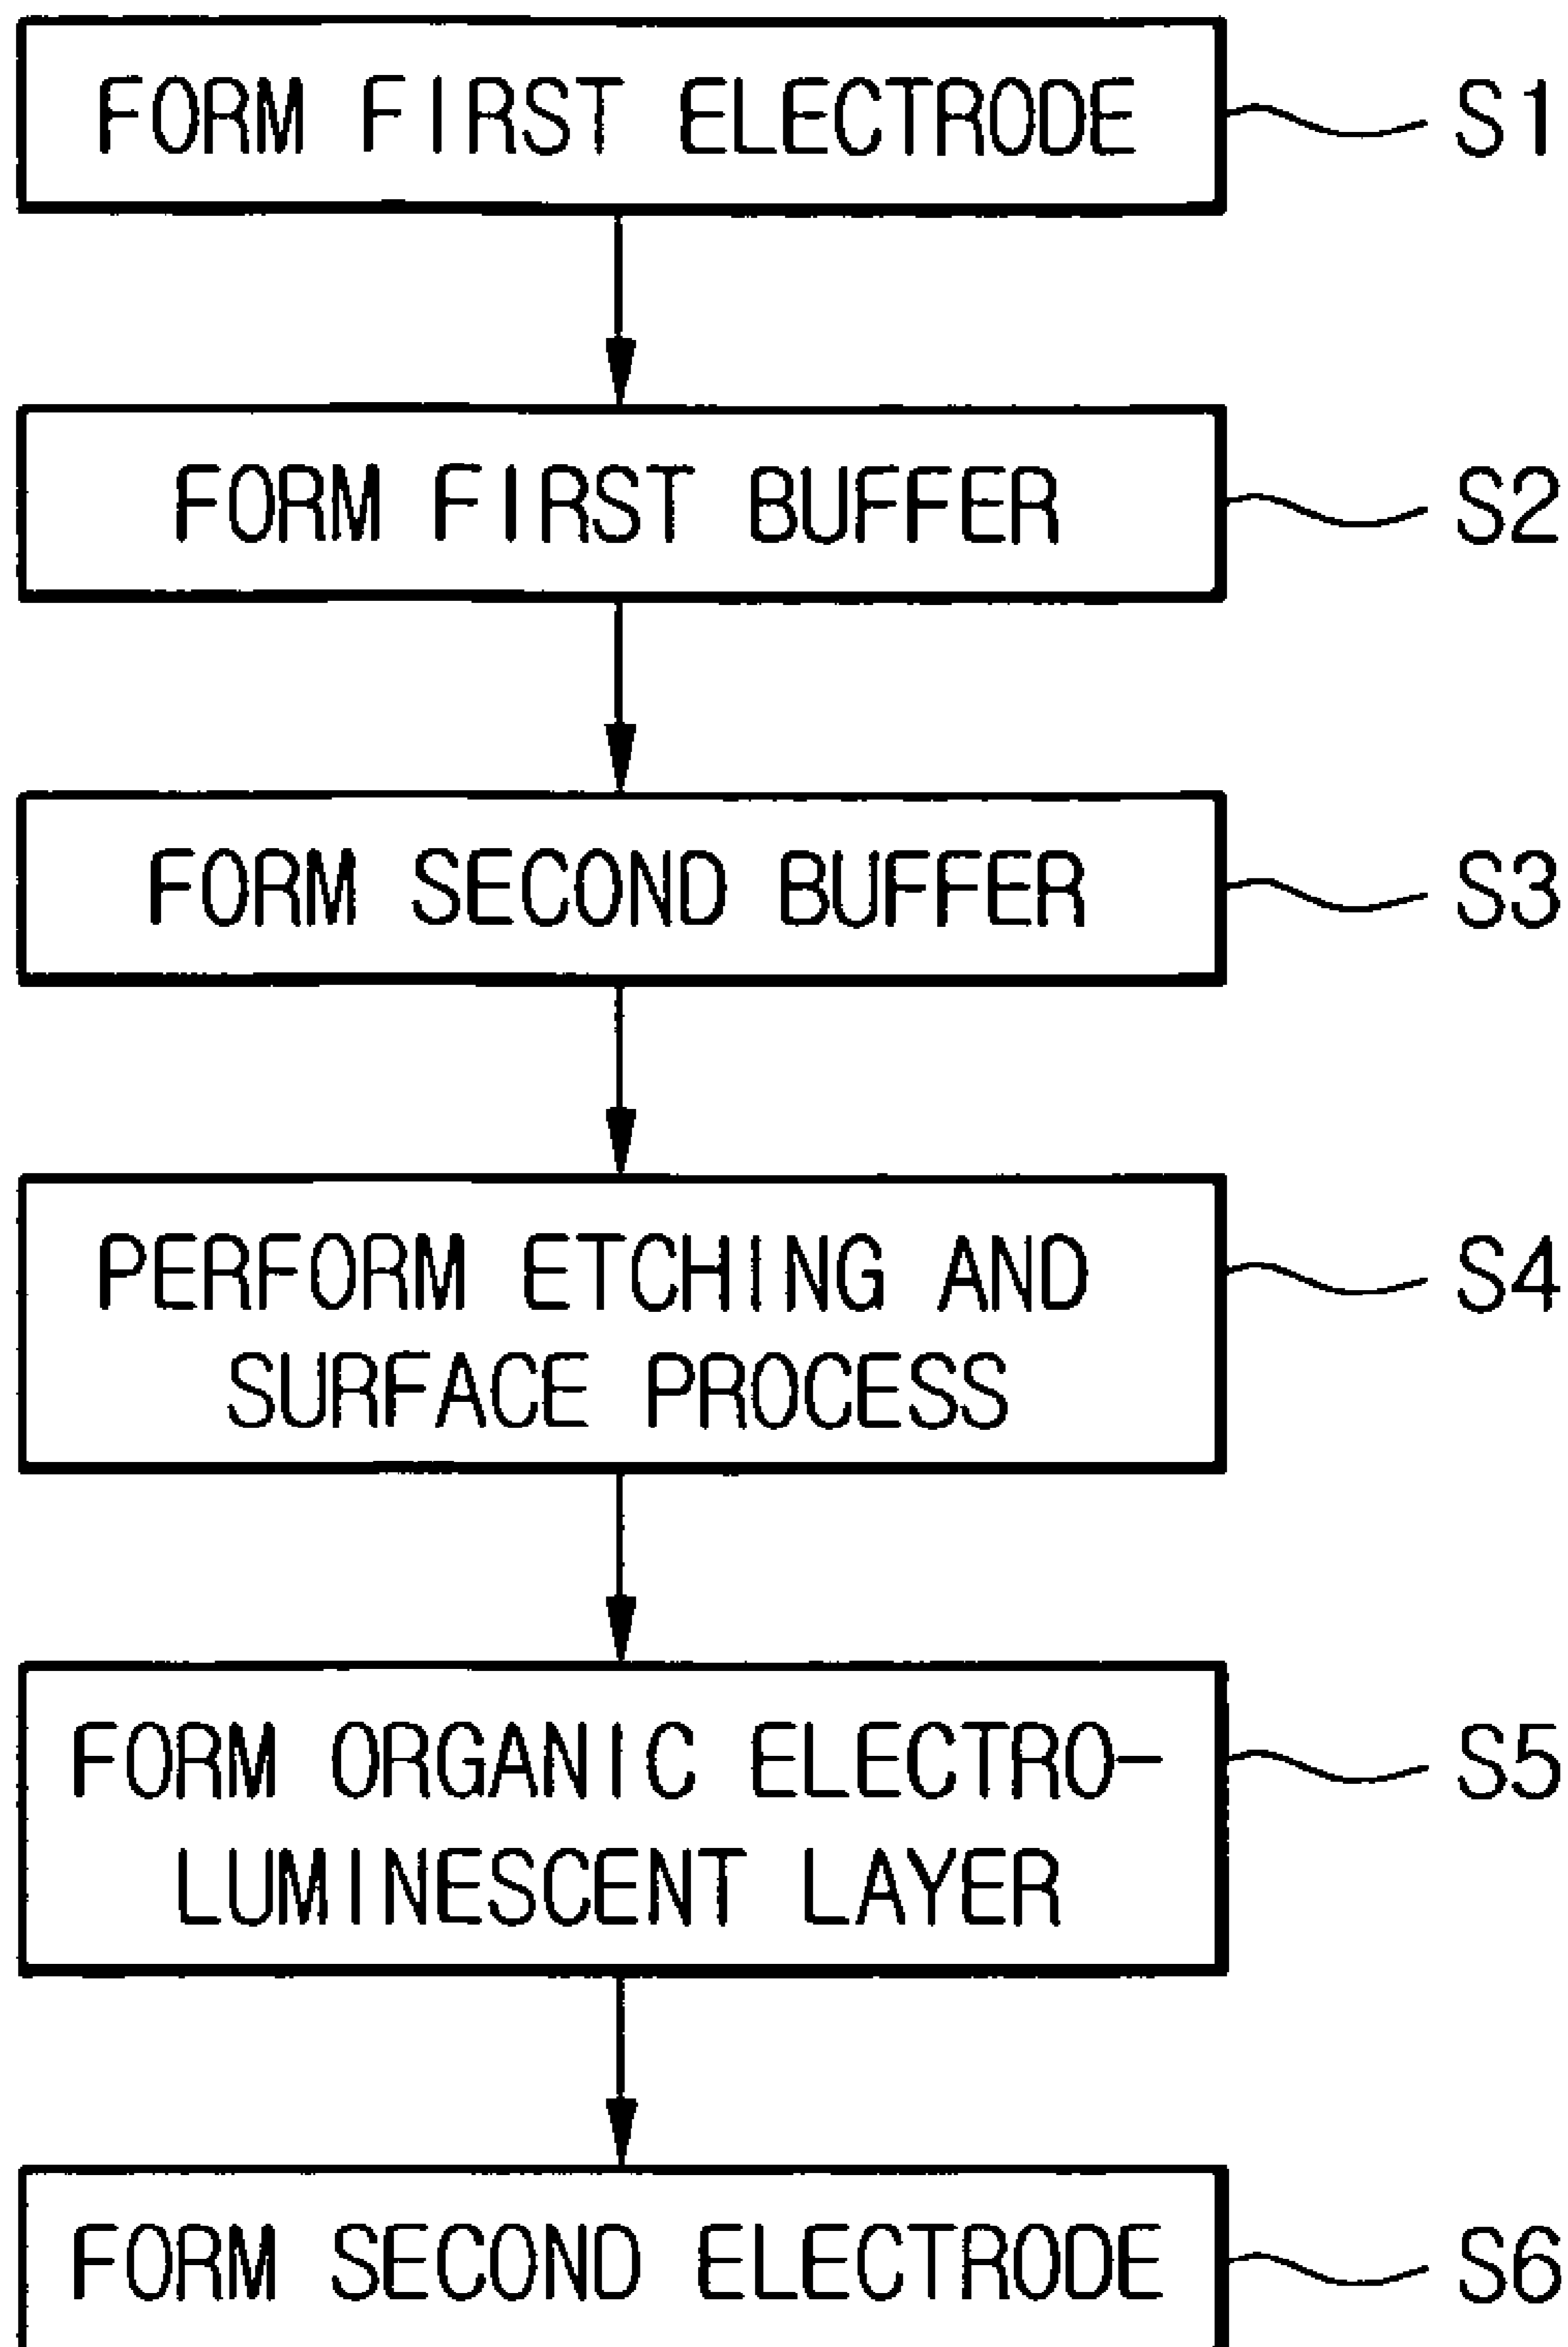 FORM FIRST ELECTRODE S1
FORM FIRST BUFFER S2
FORM SECOND BUFFER S3
PERFORM ETCHING AND S4
SURFACE PROCESS
FORM ORGANIC ELECTRO- S5
LUMINESCENT LAYER
FORM SECOND ELECTRODE S6